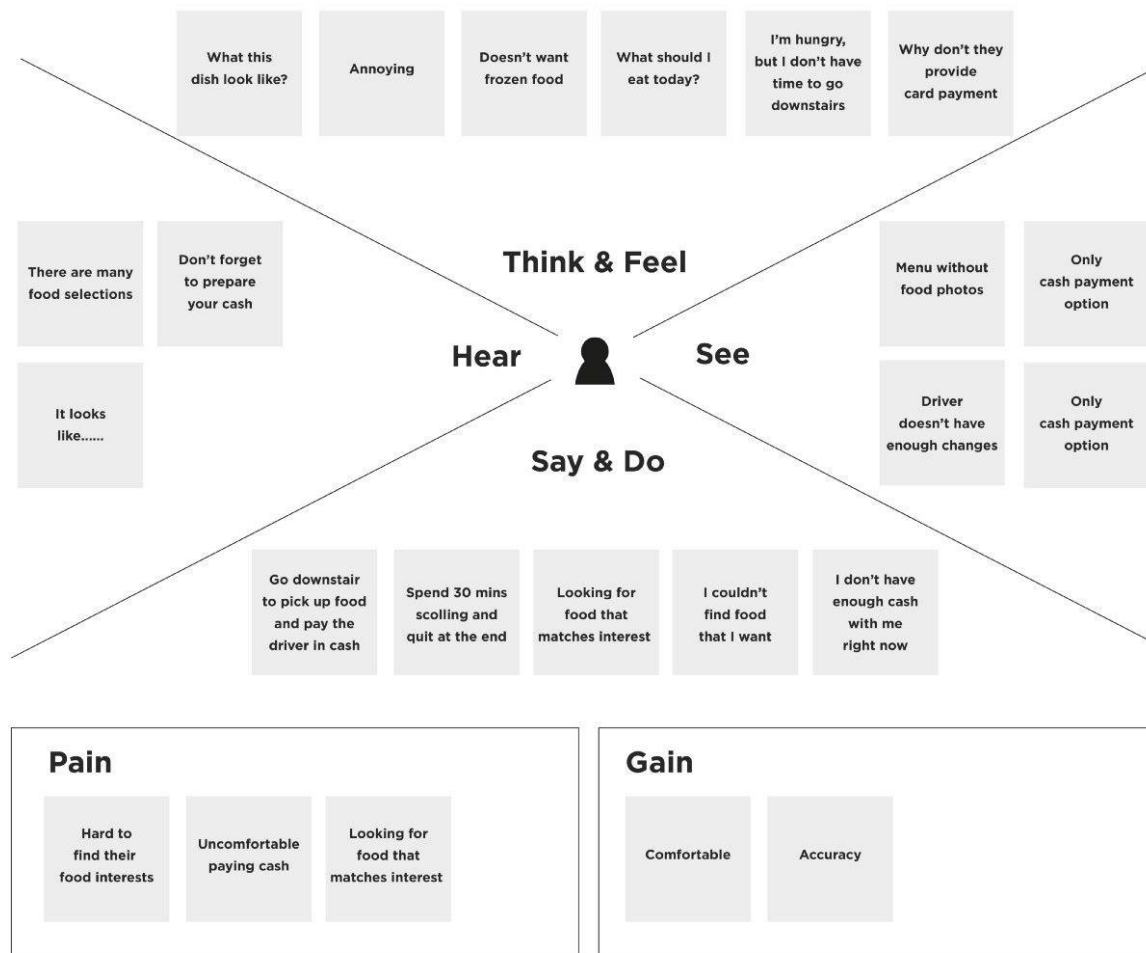 What this
dish look like?
Annoying
Doesn't want
frozen food
What should I
eat today?
I'm hungry,
but I don't have
time to go
downstairs
Why don't they
provide
card payment
Think & Feel
There are many
food selections
Don't forget
to prepare
your cash
It looks
like......
Hear
See
Menu without
food photos
Only
cash payment
option
Driver
doesn't have
enough changes
Only
cash payment
option
Say & Do
Go downstair
to pick up food
and pay the
driver in cash
Spend 30 mins
scolling and
quit at the end
Looking for
food that
matches interest
I couldn't
find food
that I want
I don't have
enough cash
with me
right now
Pain
Hard to
find their
food interests
Uncomfortable
paying cash
Looking for
food that
matches interest
Gain
Comfortable
Accuracy